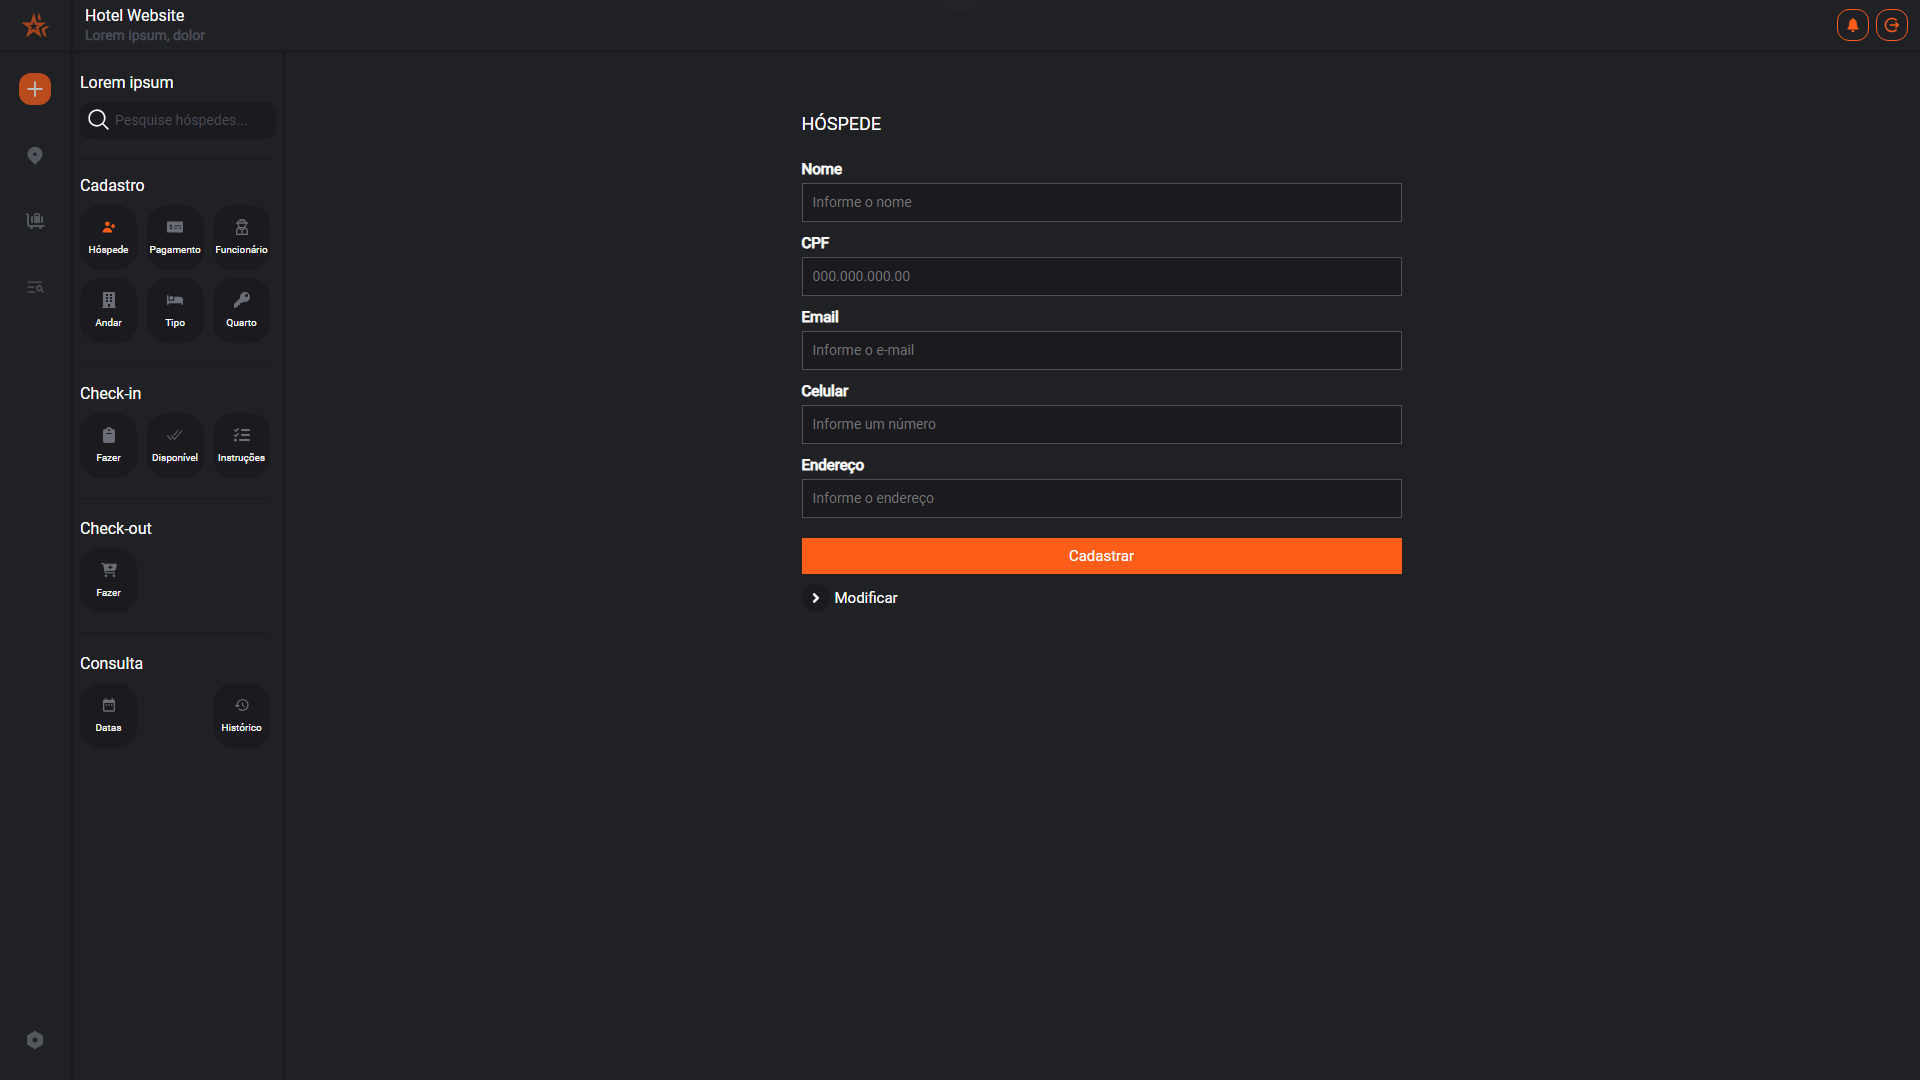 Hotel Website
Lorem ipsum, dolor
Lorem ipsum
Pesquise hóspedes...
Cadastro
Hóspede
Pagamento
Funcionário
Andar
Tipo
Quarto
Check-in
Fazer
Disponível
Instruções
Check-out
Fazer
Consulta
Datas
Histórico
HÓSPEDE
Nome
Informe o nome
CPF
000.000.000.00
Email
Informe o e-mail
Celular
Informe um número
Endereço
Informe o endereço
Cadastrar
Modificar